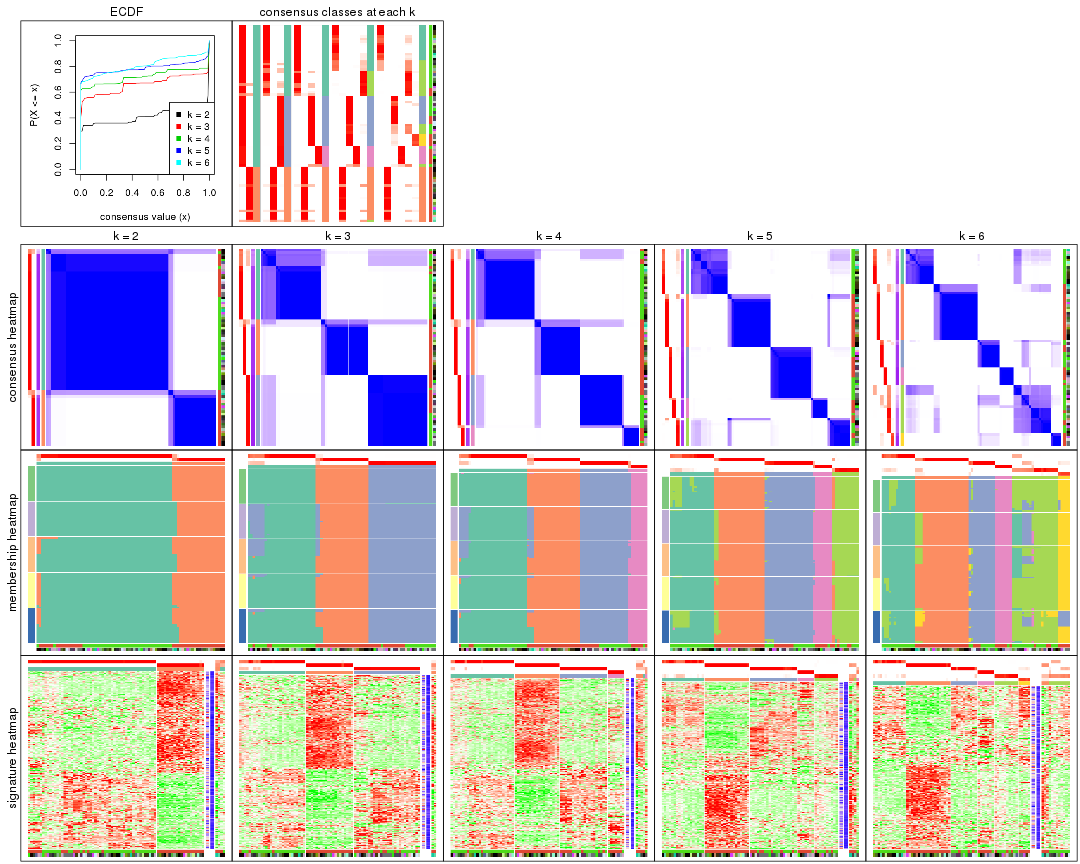 ECDF
consensus classes at each k
P(X <= x)
1.0
0.8
0.6
0.4
0.2
0.0
k = 2
k = 3
k = 4
k = 5
k = 6
0.0 0.2 0.4 0.6 0.8 1.0
consensus value (x)
k = 2
k = 3
k = 4
k = 5
k = 6
consensus heatmap
membership heatmap
signature heatmap